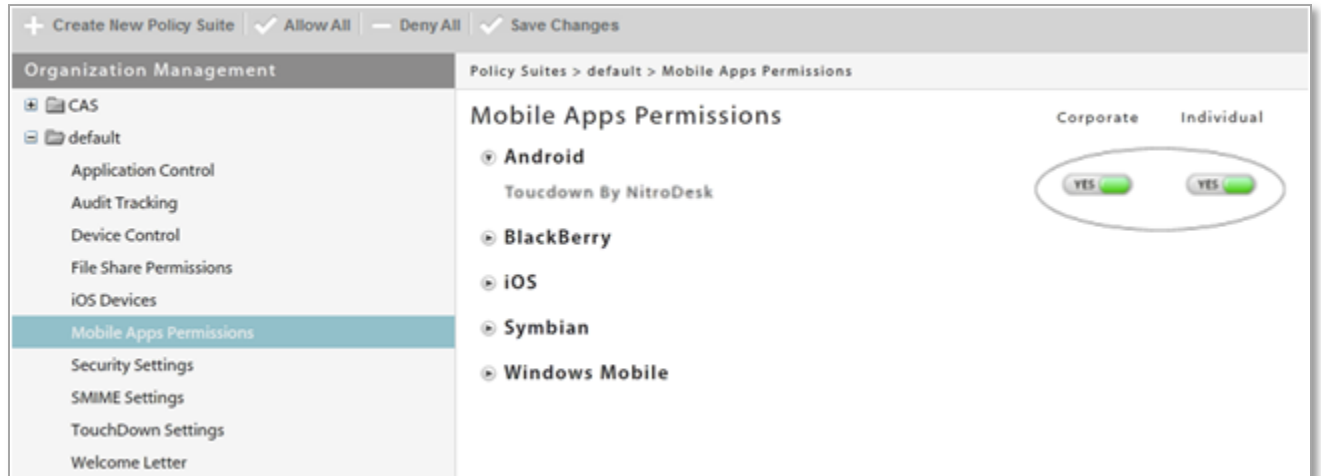 Create New Policy Suite Allow All Deny All Save Changes
Organization Management
Policy Suites > default > Mobile Apps Permissions
CAS
default
Application Control
Audit Tracking
Device Control
File Share Permissions
iOS Devices
Mobile Apps Permissions
Security Settings
SMIME Settings
TouchDown Settings
Welcome Letter
Mobile Apps Permissions
Corporate Individual
Android
Toucdown By NitroDesk
YES YES
BlackBerry
iOS
Symbian
Windows Mobile